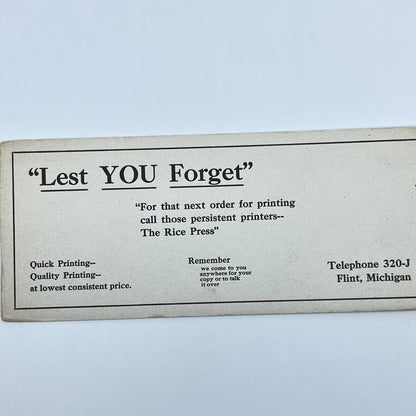 “Lest YOU Forget”
“For that next order for printing
call those persistent printers--
The Rice Press”
Quick Printing--
Quality Printing--
at lowest consistent price.
Remember
we come to you
anywhere for your
copy or to talk
it over
Telephone 320-J
Flint, Michigan